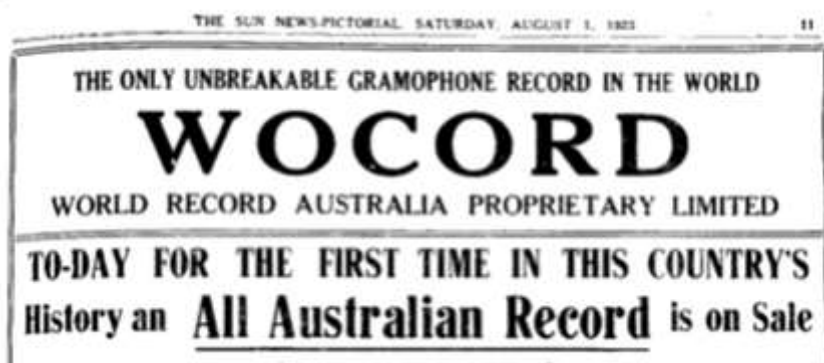 THE SUN NEWS-PICTORIAL, SATURDAY, AUGUST 1, 1925 11
THE ONLY UNBREAKABLE GRAMOPHONE RECORD IN THE WORLD
WOCORD
WORLD RECORD AUSTRALIA PROPRIETARY LIMITED
TO-DAY FOR THE FIRST TIME IN THIS COUNTRY'S
History an All Australian Record is on Sale